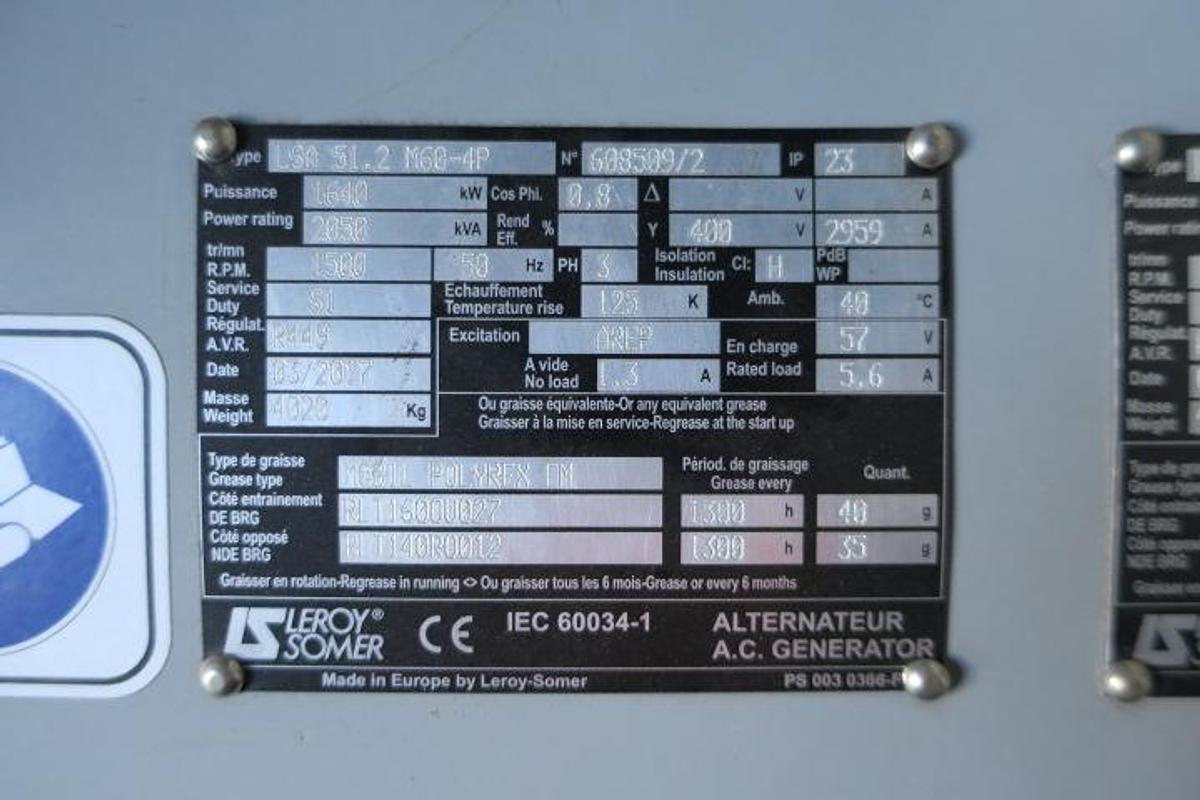 Type LSA 51.2 M60-4P N° 608509/2 IP 23
Puissance 1640 kW Cos Phi. 0,8 Δ V A
Power rating 2050 kVA Rend Eff. % Y 400 V 2959 A
tr/mn R.P.M. 1500 50 Hz PH 3 Isolation Insulation Cl: H PdB WP
Service Duty S1 Echauffement Temperature rise 125 K Amb. 40 °C
Régulat. A.V.R. R449 Excitation AREP En charge 57 V
Date 03/2017 A vide No load 1.3 A Rated load 5.6 A
Masse Weight 4020 Kg Ou graisse équivalente-Or any equivalent grease
Graisser à la mise en service-Regrease at the start up
Type de graisse Périod. de graissage Quant.
Grease type POLYREX EM Grease every
Côté entrainement DE BRG 1300 h 40 g
Côté opposé NDE BRG 1300 h 35 g
Graisser en rotation-Regrease in running <> Ou graisser tous les 6 mois-Grease or every 6 months
LS LEROY® SOMER CE IEC 60034-1 ALTERNATEUR
A.C. GENERATOR
Made in Europe by Leroy-Somer PS 003 0386-F